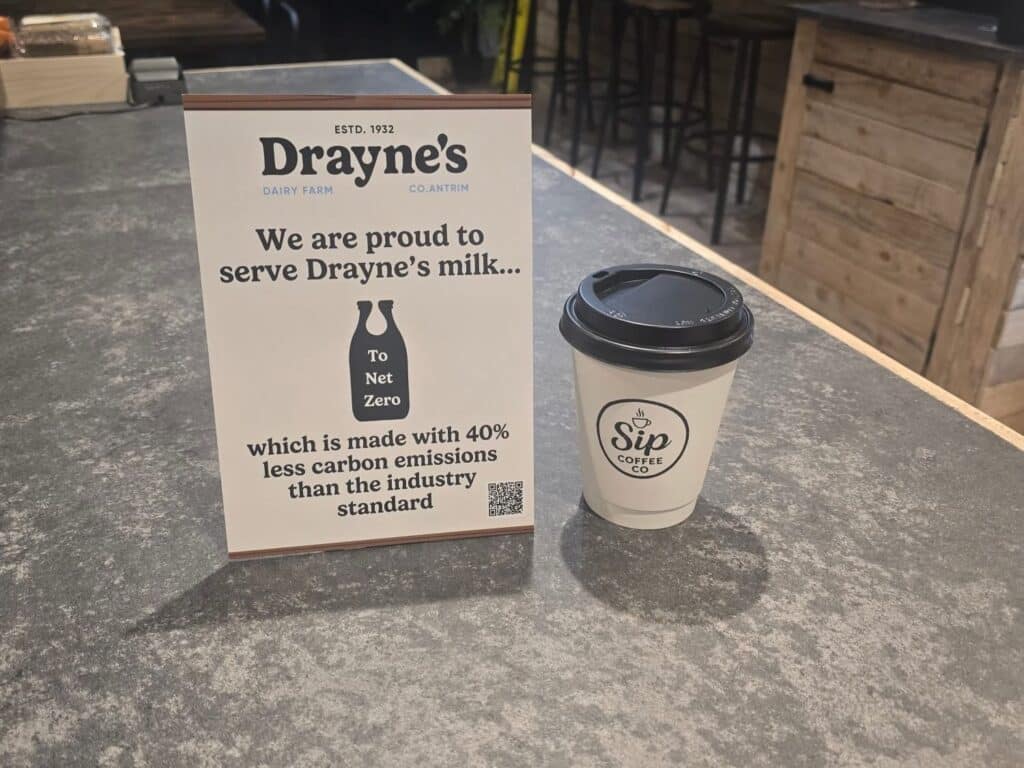 ESTD. 1932
Drayne's
DAIRY FARM CO.ANTRIM
We are proud to
serve Drayne's milk...
To
Net
Zero
which is made with 40%
less carbon emissions
than the industry
standard
Sip
COFFEE
CO